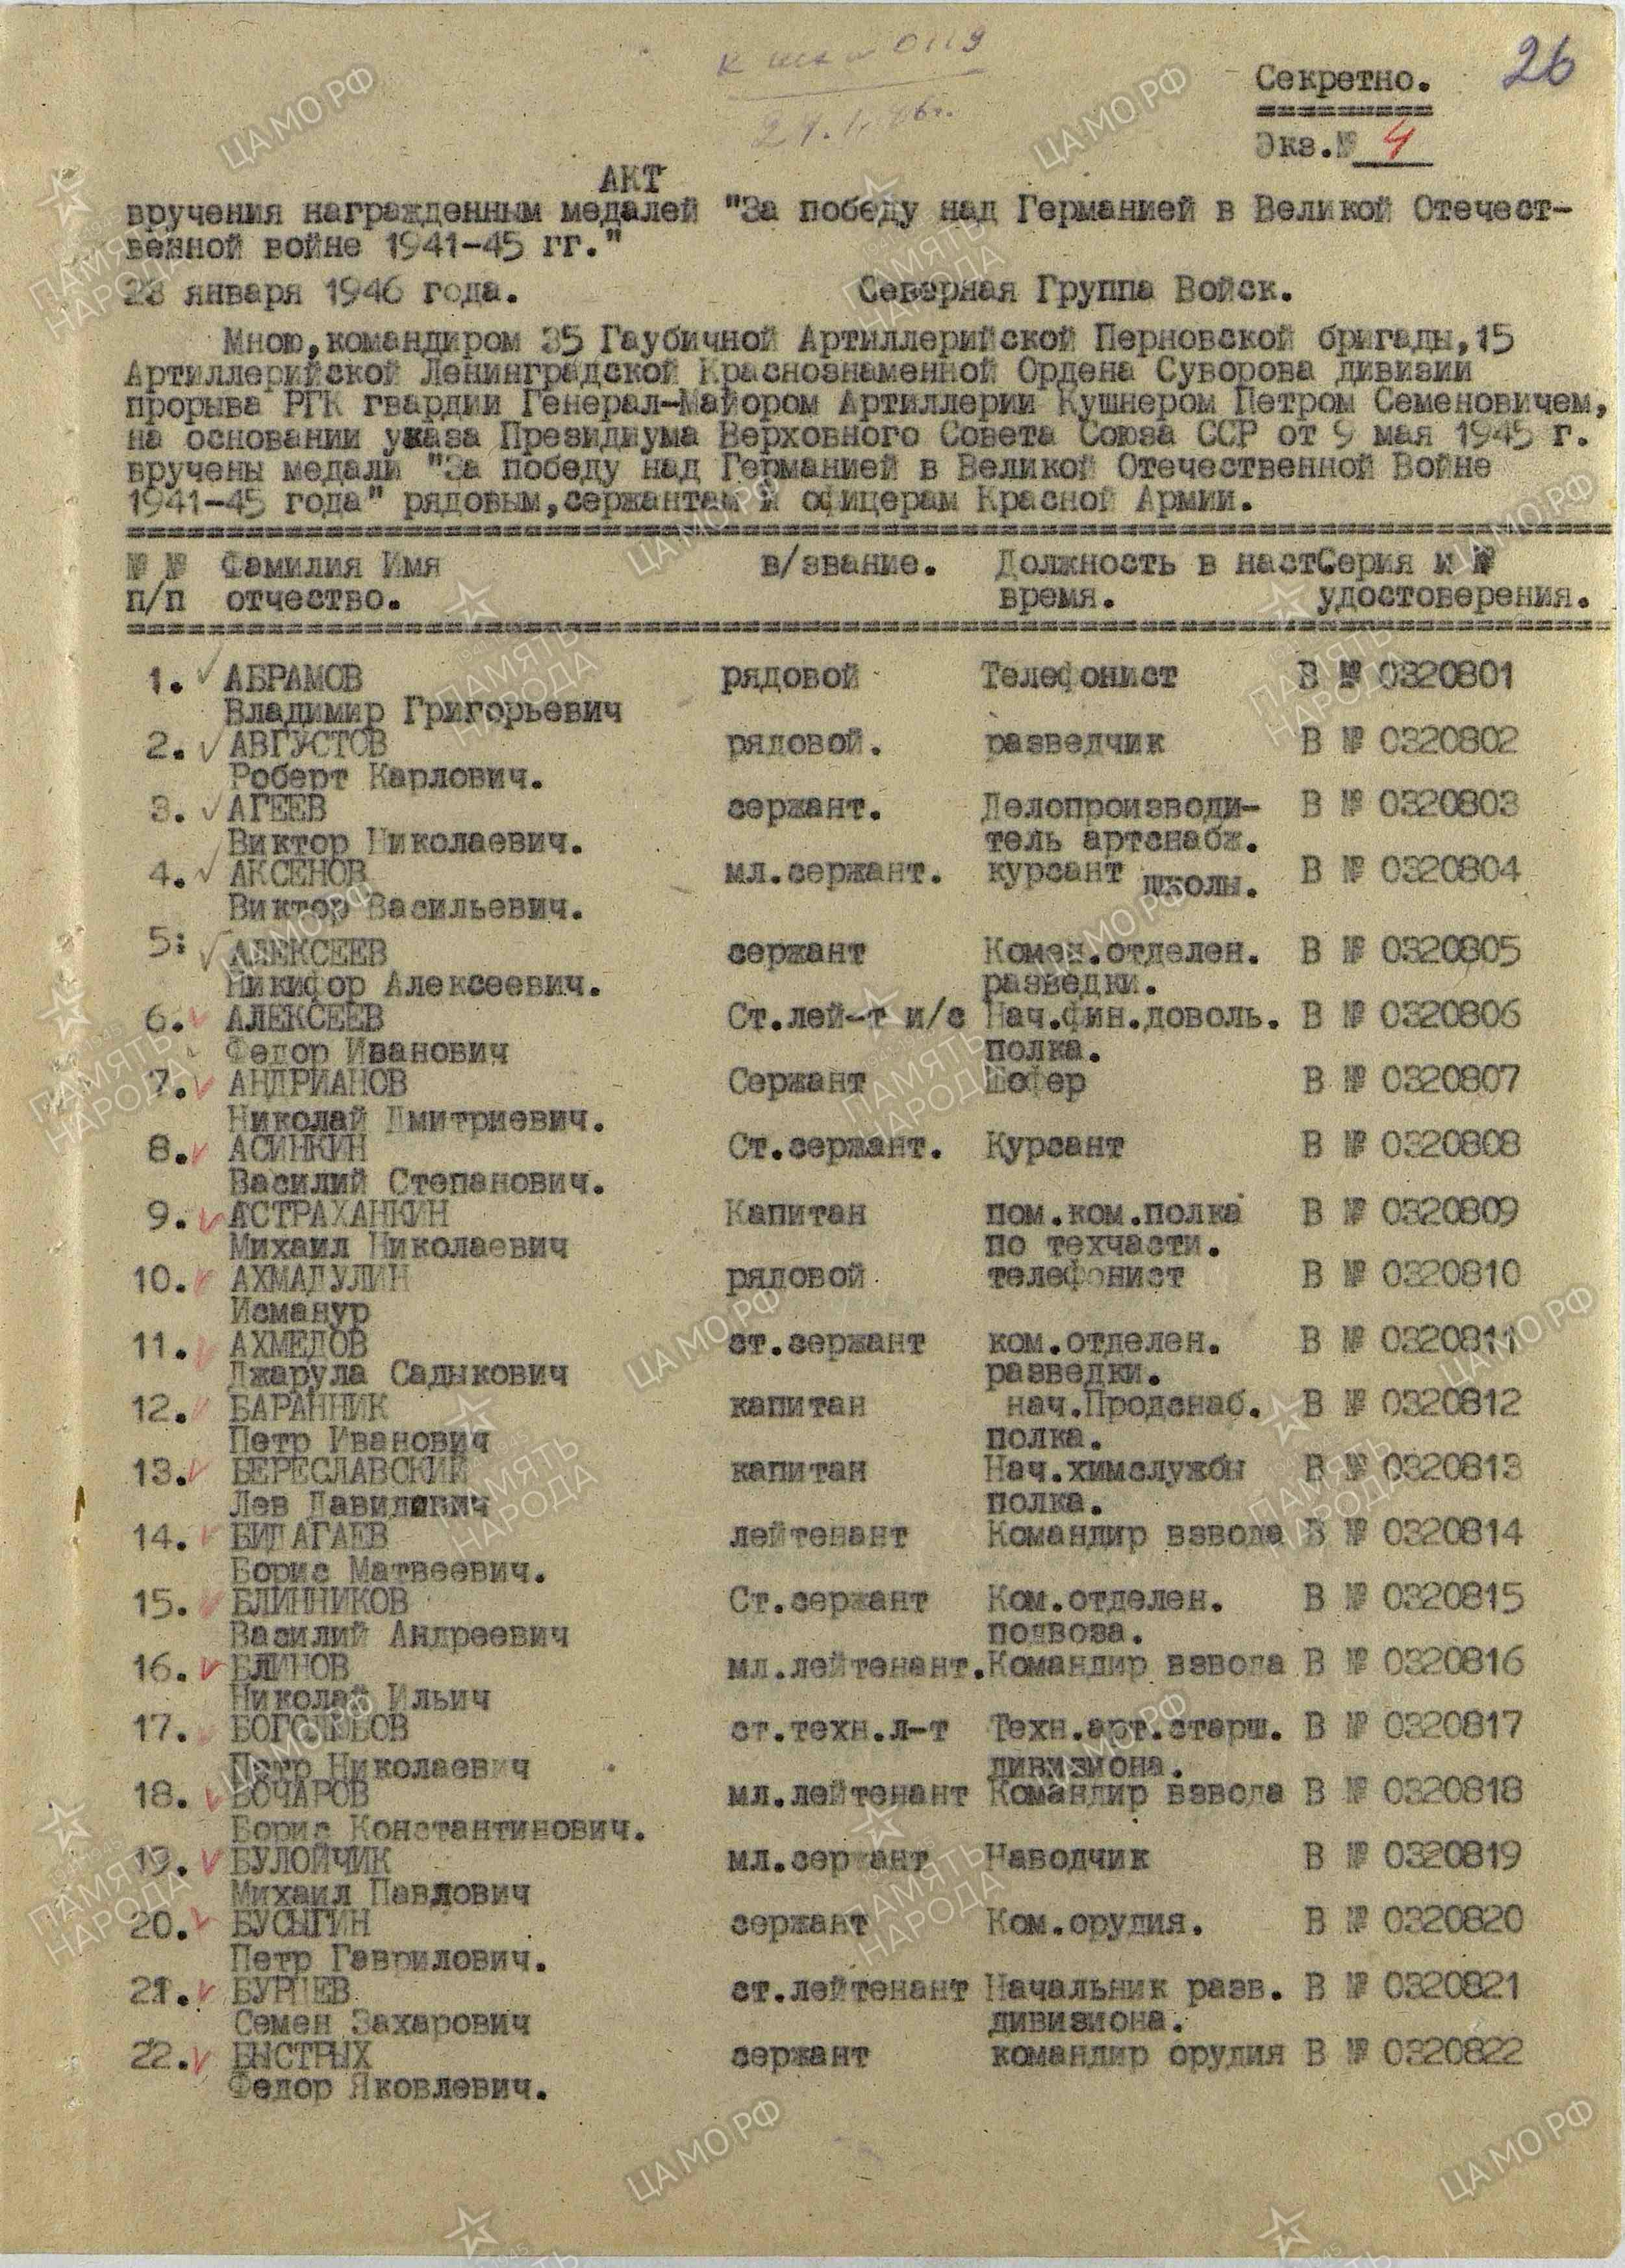 26
Секретно.
Экз.№ 4
АКТ
вручения награжденным медалей "За победу над Германией в Великой Отечест-
венной войне 1941-45 гг."
28 января 1946 года. Северная Группа Войск.
Мною,командиром 35 Гаубичной Артиллерийской Перновской бригады,15
Артиллерийской Ленинградской Краснознаменной Ордена Суворова дивизии
прорыва РГК гвардии Генерал-Майором Артиллерии Кушнером Петром Семеновичем,
на основании указа Президиума Верховного Совета Союза ССР от 9 мая 1945 г.
вручены медали "За победу над Германией в Великой Отечественной Войне
1941-45 года" рядовым,сержантам и офицерам Красной Армии.
№ № Фамилия Имя в/звание. Должность в наст.Серия и №
п/п отчество. время. удостоверения.
1. АБРАМОВ рядовой Телефонист В № 0320801
Владимир Григорьевич
2. АВГУСТОВ рядовой. разведчик В № 0320802
Роберт Карлович.
3. АГЕЕВ сержант. Делопроизводи- В № 0320803
Виктор Николаевич. тель артснабж.
4. АКСЕНОВ мл.сержант. курсант школы. В № 0320804
Виктор Васильевич.
5: АЛЕКСЕЕВ сержант Комен.отделен. В № 0320805
Никифор Алексеевич. разведки.
6. АЛЕКСЕЕВ Ст.лей-т и/с Нач.фин.доволь. В № 0320806
Федор Иванович полка.
7. АНДРИАНОВ Сержант Шофер В № 0320807
Николай Дмитриевич.
8. АСИНКИН Ст.сержант. Курсант В № 0320808
Василий Степанович.
9. АСТРАХАНКИН Капитан пом.ком.полка В № 0320809
Михаил Николаевич по техчасти.
10. АХМАДУЛИН рядовой телефонист В № 0320810
Исманур
11. АХМЕДОВ ст.сержант ком.отделен. В № 0320811
Джарула Садыкович разведки.
12. БАРАННИК капитан нач.Продснаб. В № 0320812
Петр Иванович полка.
13. БЕРЕСЛАВСКИЙ капитан Нач.химслужбы В № 0320813
Лев Давидович полка.
14. БИДАГАЕВ лейтенант Командир взвода В № 0320814
Борис Матвеевич.
15. БЛИННИКОВ Ст.сержант Ком.отделен. В № 0320815
Василий Андреевич подвоза.
16. БЛИНОВ мл.лейтенант.Командир взвода В № 0320816
Николай Ильич
17. БОГОЛЮБОВ ст.техн.л-т Техн.арт.старш. В № 0320817
Петр Николаевич дивизиона.
18. БОЧАРОВ мл.лейтенант Командир взвода В № 0320818
Борис Константинович.
19. БУЛОЙЧИК мл.сержант Наводчик В № 0320819
Михаил Павлович
20. БУСЫГИН сержант Ком.орудия. В № 0320820
Петр Гаврилович.
21. БУРЦЕВ ст.лейтенант Начальник разв. В № 0320821
Семен Захарович дивизиона.
22. БЫСТРЫХ сержант командир орудия В № 0320822
Федор Яковлевич.